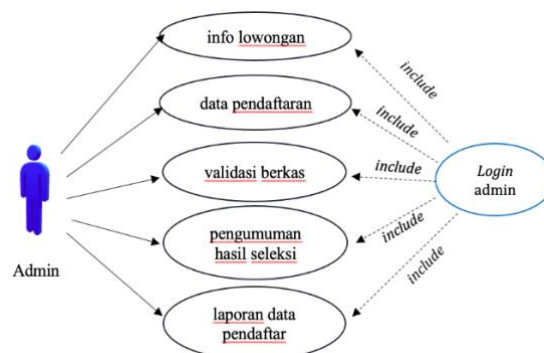 info lowongan
include
data pendaftaran
include
validasi berkas
include
Login
admin
pengumuman
hasil seleksi
include
Admin
include
laporan data
pendaftar